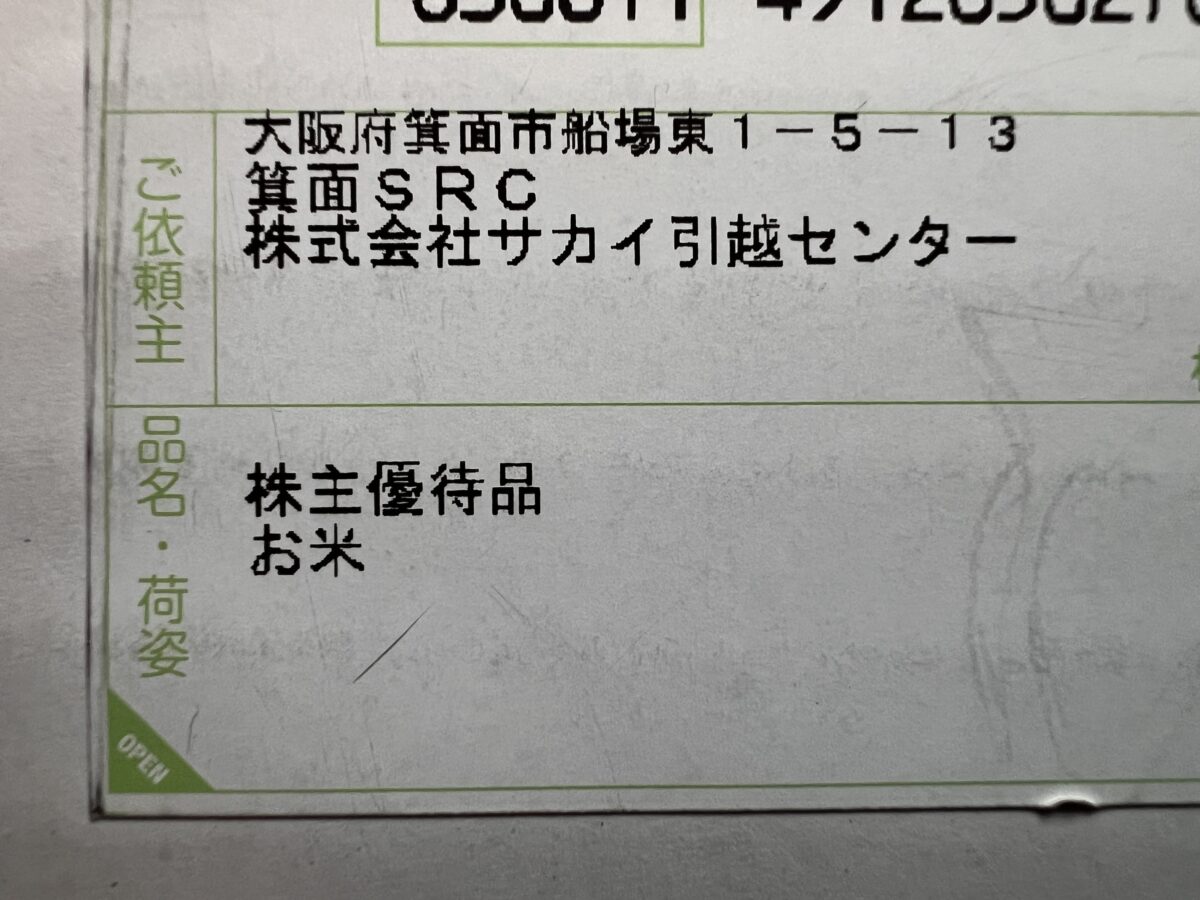 大阪府箕面市船場東1－5－13
箕面SRC
株式会社サカイ引越センター
ご依頼主
株主優待品
お米
品名・荷姿
OPEN